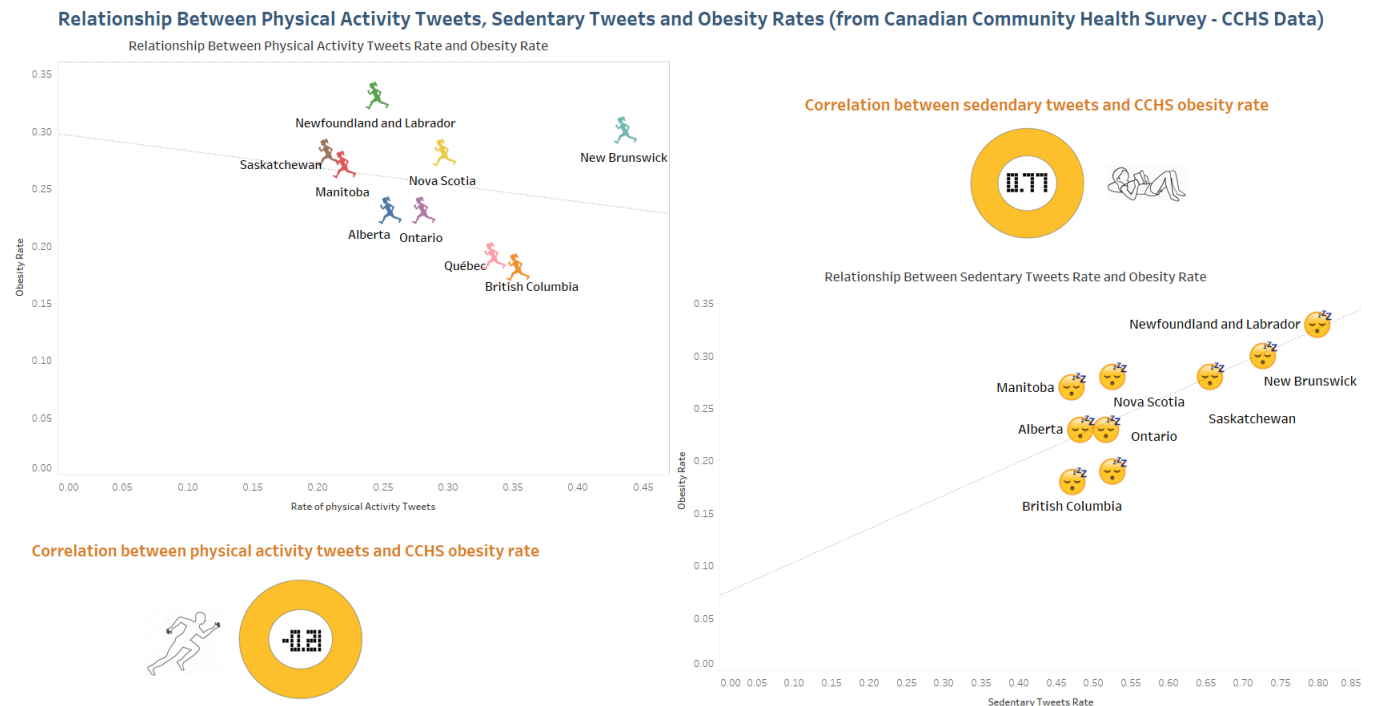 Relationship Between Physical Activity Tweets, Sedentary Tweets and Obesity Rates (from Canadian Community Health Survey - CCHS Data)
Relationship Between Physical Activity Tweets Rate and Obesity Rate
Obesity Rate
0.35
0.30
0.25
0.20
0.15
0.10
0.05
0.00
Newfoundland and Labrador
New Brunswick
Saskatchewan
Nova Scotia
Manitoba
Alberta
Ontario
Québec
British Columbia
0.00 0.05 0.10 0.15 0.20 0.25 0.30 0.35 0.40 0.45
Rate of physical Activity Tweets
Correlation between physical activity tweets and CCHS obesity rate
-0.21
Correlation between sedendary tweets and CCHS obesity rate
0.77
Relationship Between Sedentary Tweets Rate and Obesity Rate
Obesity Rate
0.35
0.30
0.25
0.20
0.15
0.10
0.05
0.00
Newfoundland and Labrador
New Brunswick
Manitoba
Nova Scotia
Saskatchewan
Alberta
Ontario
British Columbia
0.00 0.05 0.10 0.15 0.20 0.25 0.30 0.35 0.40 0.45 0.50 0.55 0.60 0.65 0.70 0.75 0.80 0.85
Sedentary Tweets Rate